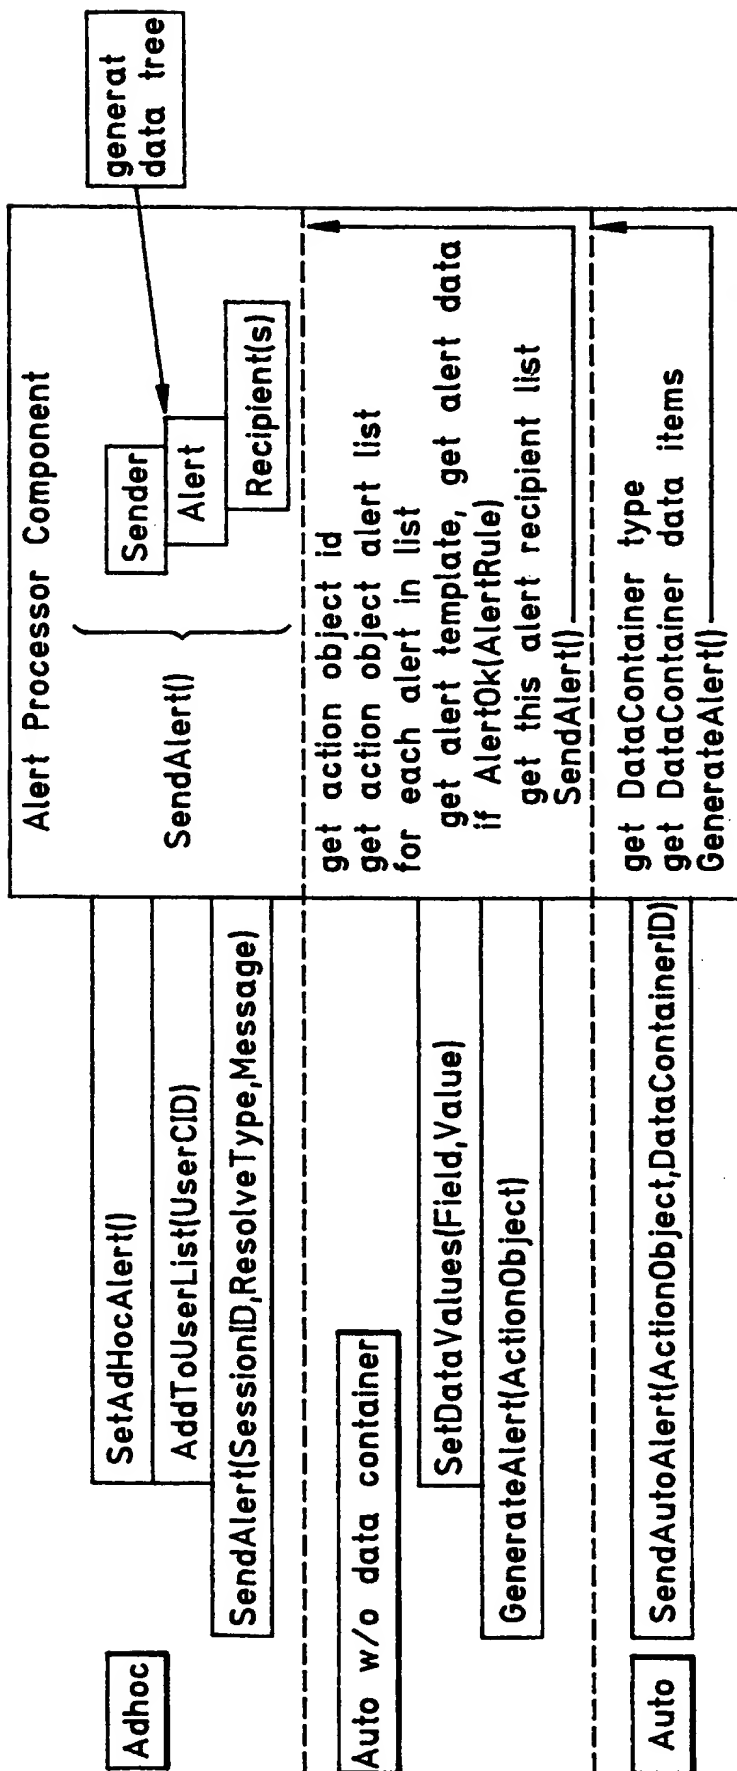 Adhoc
SetAdHocAlert()
AddToUserList(UserCID)
SendAlert(SessionID,ResolveType,Message)
Alert Processor Component
SendAlert()
Sender
Alert
Recipient(s)
generat
data tree
Auto w/o data container
SetDataValues(Field,Value)
GenerateAlert(ActionObject)
get action object id
get action object alert list
for each alert in list
get alert template, get alert data
if AlertOk(AlertRule)
get this alert recipient list
SendAlert()
Auto
SendAutoAlert(ActionObject,DataContainerID)
get DataContainer type
get DataContainer data items
GenerateAlert()